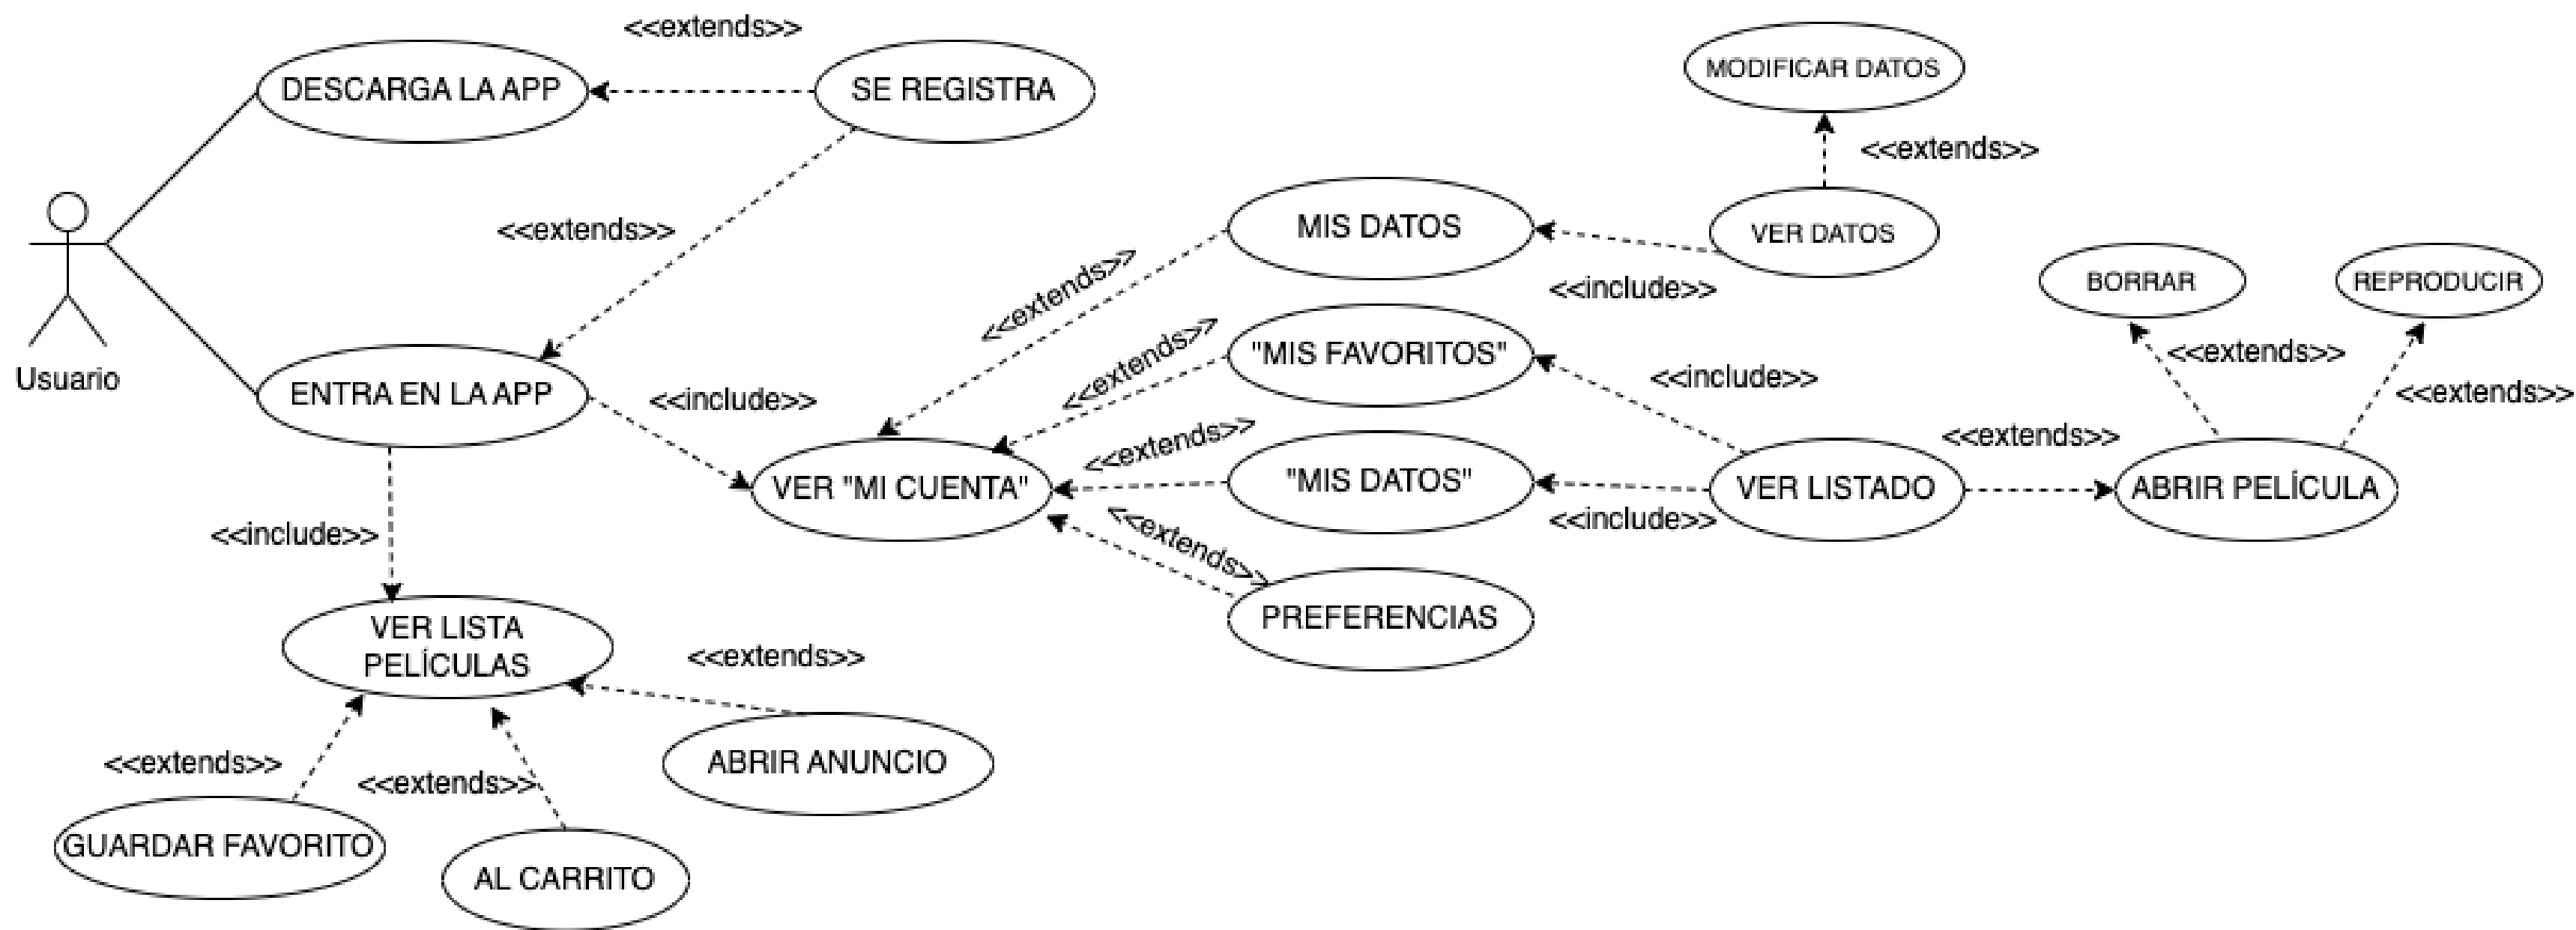 <<extends>>
DESCARGA LA APP
SE REGISTRA
MODIFICAR DATOS
<<extends>>
<<extends>>
MIS DATOS
VER DATOS
<<extends>>
<<include>>
BORRAR
REPRODUCIR
Usuario
ENTRA EN LA APP
<<include>>
<<extends>>
"MIS FAVORITOS"
<<include>>
<<extends>>
<<extends>>
<<extends>>
VER "MI CUENTA"
"MIS DATOS"
<<include>>
VER LISTADO
<<extends>>
ABRIR PELÍCULA
<<include>>
<<extends>>
PREFERENCIAS
VER LISTA
PELÍCULAS
<<extends>>
ABRIR ANUNCIO
<<extends>>
<<extends>>
GUARDAR FAVORITO
AL CARRITO